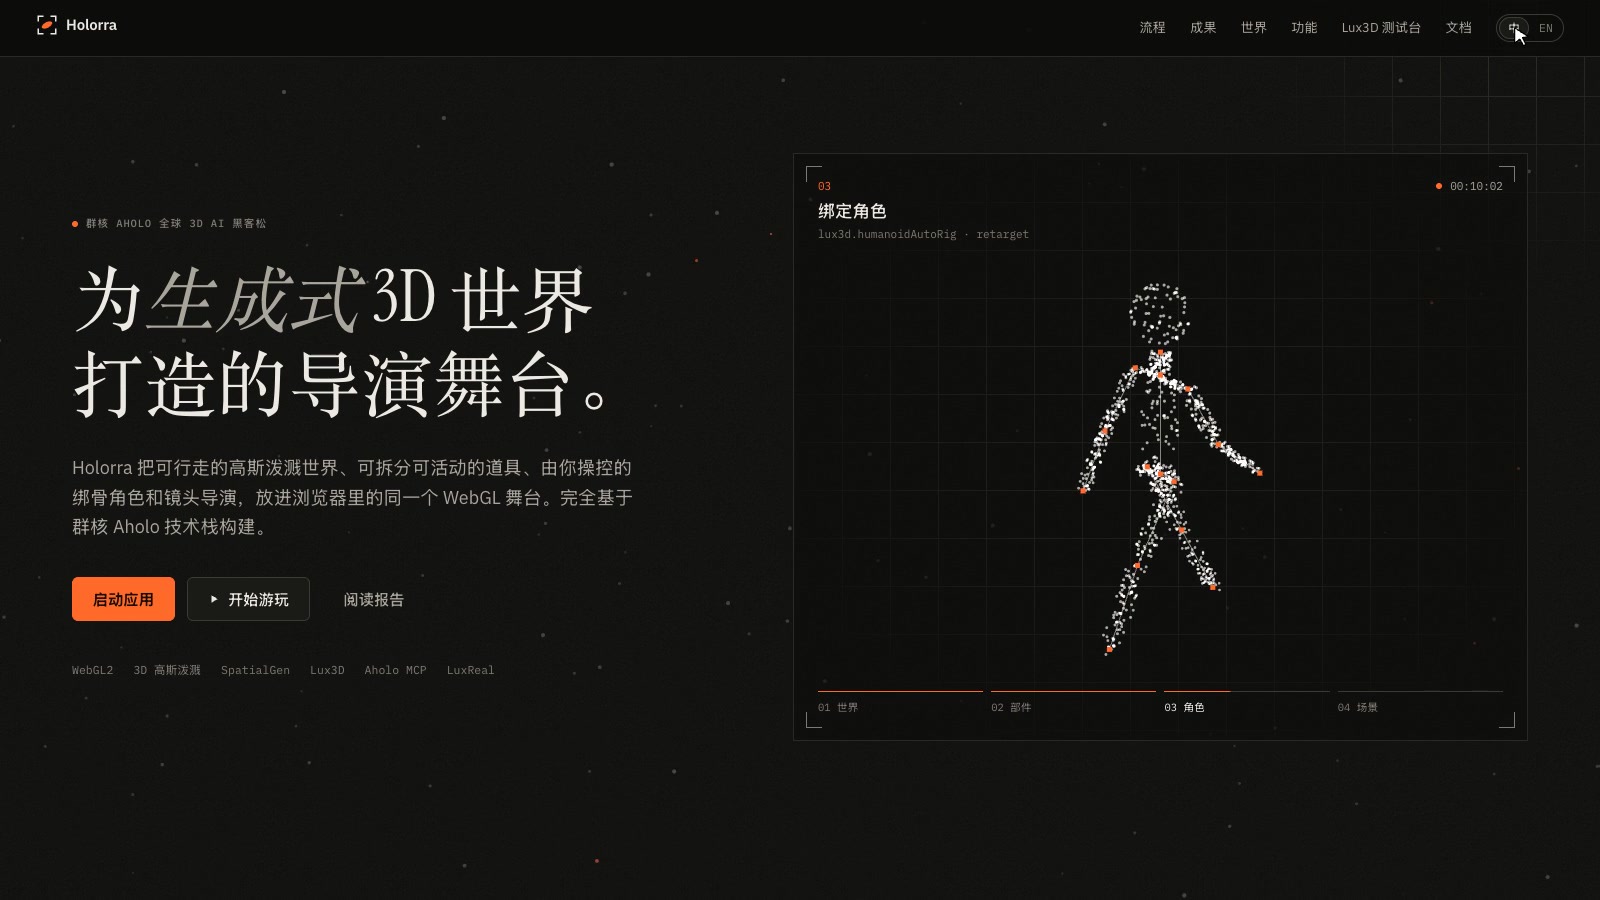 Holorra
流程 成果 世界 功能 Lux3D 测试台 文档 中 EN
群核 AHOLO 全球 3D AI 黑客松
为生成式 3D 世界
打造的导演舞台。
Holorra 把可行走的高斯泼溅世界、可拆分可活动的道具、由你操控的
绑骨角色和镜头导演，放进浏览器里的同一个 WebGL 舞台。完全基于
群核 Aholo 技术栈构建。
启动应用 开始游玩 阅读报告
WebGL2 3D 高斯泼溅 SpatialGen Lux3D Aholo MCP LuxReal
03
00:10:02
绑定角色
lux3d.humanoidAutoRig · retarget
01 世界 02 部件 03 角色 04 场景